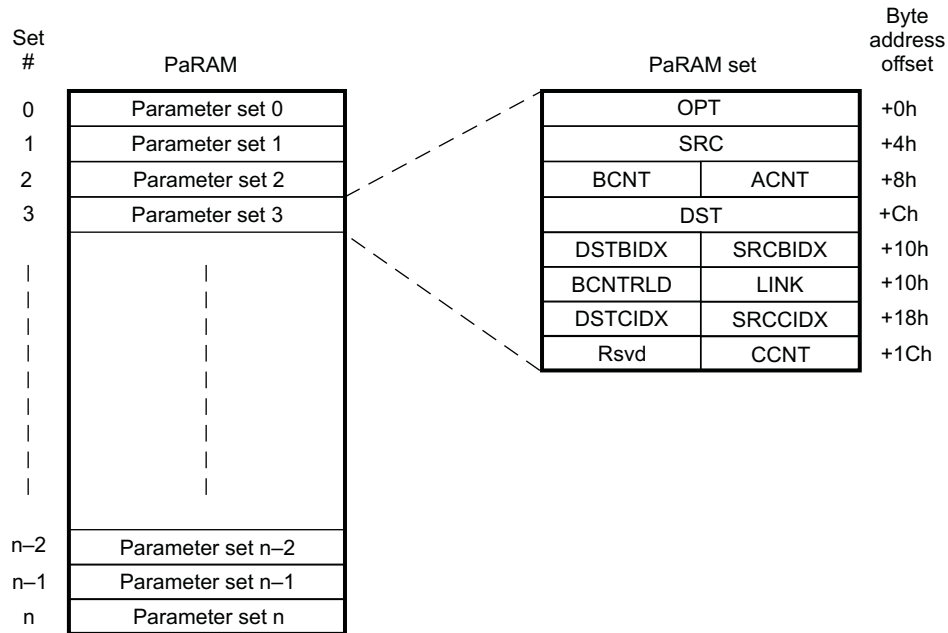 Set
#
PaRAM
0 Parameter set 0
1 Parameter set 1
2 Parameter set 2
3 Parameter set 3
n–2 Parameter set n–2
n–1 Parameter set n–1
n Parameter set n
PaRAM set
Byte
address
offset
OPT +0h
SRC +4h
BCNT ACNT +8h
DST +Ch
DSTBIDX SRCBIDX +10h
BCNTRLD LINK +10h
DSTCIDX SRCCIDX +18h
Rsvd CCNT +1Ch